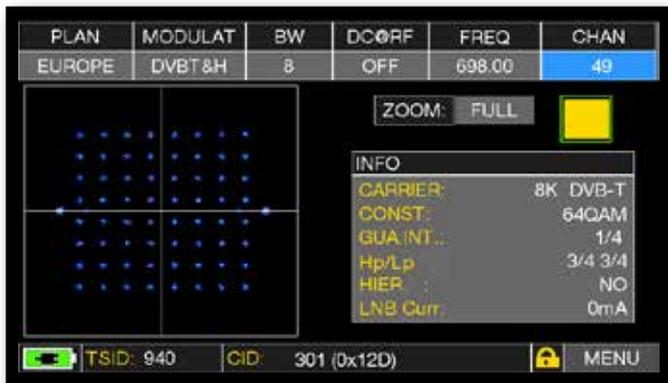 PLAN MODULAT BW DC@RF FREQ CHAN
EUROPE DVBT&H 8 OFF 698.00 49
ZOOM: FULL
INFO
CARRIER: 8K DVB-T
CONST: 64QAM
GUA.INT.: 1/4
Hp/Lp : 3/4 3/4
HIER : NO
LNB Curr: 0mA
TSID: 940 CID: 301 (0x12D) MENU